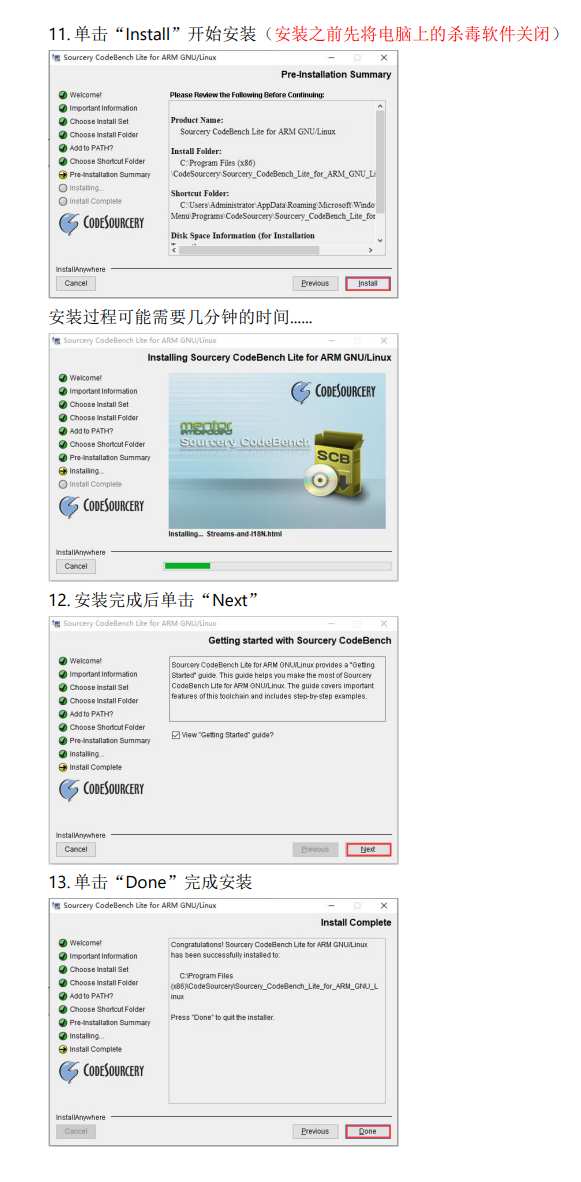 11. 单击“Install”开始安装（安装之前先将电脑上的杀毒软件关闭）
Sourcery CodeBench Lite for ARM GNU/Linux
Pre-Installation Summary
Welcome!
Important Information
Choose Install Set
Choose Install Folder
Add to PATH?
Choose Shortcut Folder
Pre-Installation Summary
Installing...
Install Complete
CODESOURCERY
Please Review the Following Before Continuing:
Product Name:
Sourcery CodeBench Lite for ARM GNU/Linux
Install Folder:
C:\Program Files (x86)
\CodeSourcery\Sourcery_CodeBench_Lite_for_ARM_GNU_Li
Shortcut Folder:
C:\Users\Administrator\AppData\Roaming\Microsoft\Windo
Menu\Programs\CodeSourcery\Sourcery_CodeBench_Lite_for
Disk Space Information (for Installation
InstallAnywhere
Cancel
Previous
Install
安装过程可能需要几分钟的时间......
Sourcery CodeBench Lite for ARM GNU/Linux
Installing Sourcery CodeBench Lite for ARM GNU/Linux
Welcome!
Important Information
Choose Install Set
Choose Install Folder
Add to PATH?
Choose Shortcut Folder
Pre-Installation Summary
Installing...
Install Complete
CODESOURCERY
CODESOURCERY
mentor
embedded
Sourcery CodeBench
SCB
Installing... Streams-and-I18N.html
InstallAnywhere
Cancel
12. 安装完成后单击“Next”
Sourcery CodeBench Lite for ARM GNU/Linux
Getting started with Sourcery CodeBench
Welcome!
Important Information
Choose Install Set
Choose Install Folder
Add to PATH?
Choose Shortcut Folder
Pre-Installation Summary
Installing...
Install Complete
CODESOURCERY
Sourcery CodeBench Lite for ARM GNU/Linux provides a "Getting
Started" guide. This guide helps you make the most of Sourcery
CodeBench Lite for ARM GNU/Linux. The guide covers important
features of this toolchain and includes step-by-step examples.
View "Getting Started" guide?
InstallAnywhere
Cancel
Previous
Next
13. 单击“Done”完成安装
Sourcery CodeBench Lite for ARM GNU/Linux
Install Complete
Welcome!
Important Information
Choose Install Set
Choose Install Folder
Add to PATH?
Choose Shortcut Folder
Pre-Installation Summary
Installing...
Install Complete
CODESOURCERY
Congratulations! Sourcery CodeBench Lite for ARM GNU/Linux
has been successfully installed to:
C:\Program Files
(x86)\CodeSourcery\Sourcery_CodeBench_Lite_for_ARM_GNU_L
inux
Press "Done" to quit the installer.
InstallAnywhere
Cancel
Previous
Done